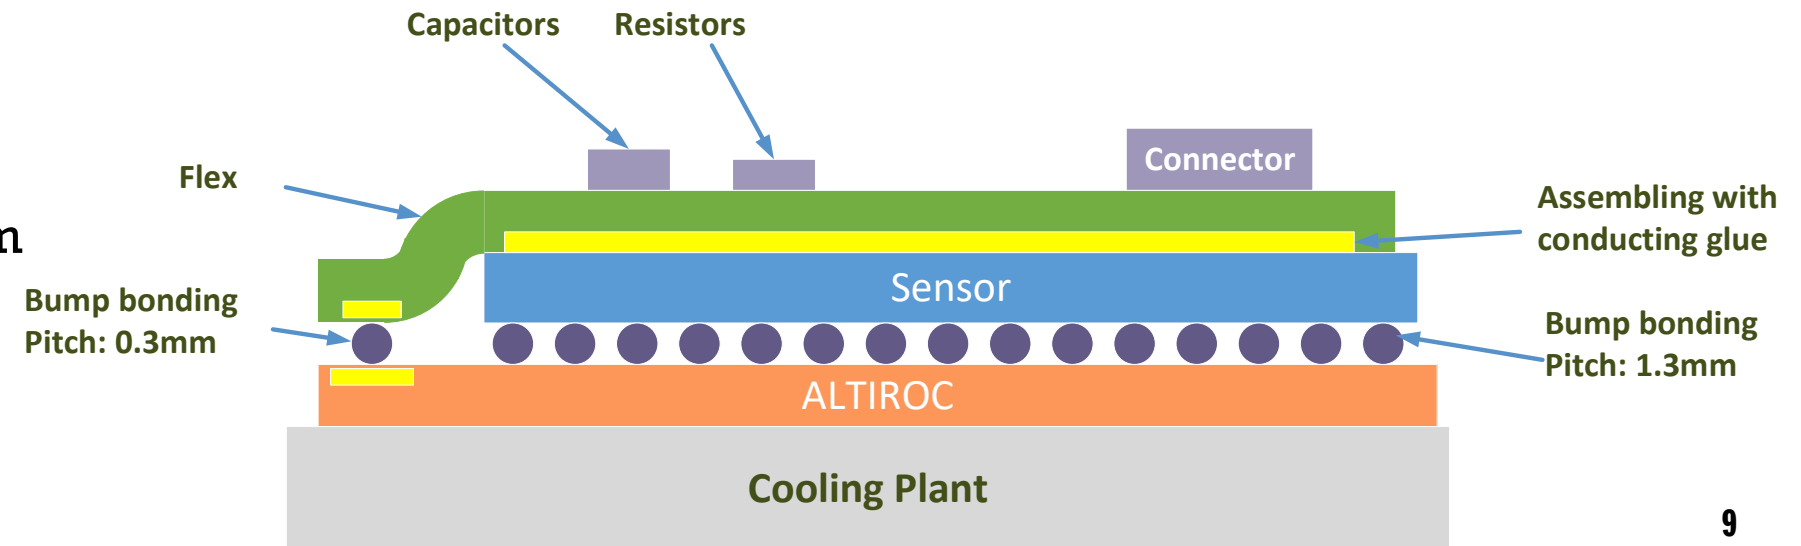 Capacitors
Resistors
Connector
Flex
Assembling with
conducting glue
Sensor
Bump bonding
Pitch: 0.3mm
Bump bonding
Pitch: 1.3mm
ALTIROC
Cooling Plant
9